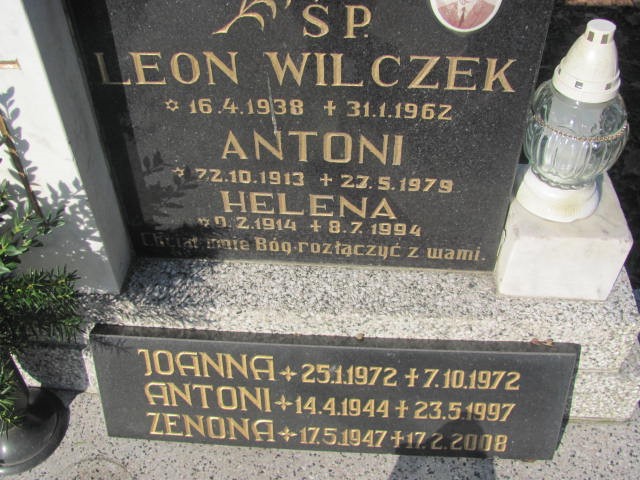 ŚP.
LEON WILCZEK
✡ 16.4.1938 + 31.1.1962
ANTONI
22.10.1913 + 27.5.1979
HELENA
2.1914 + 8.7.1994
Chciał mnie Bóg rozłączyć z wami.
JOANNA + 25.1.1972 + 7.10.1972
ANTONI + 14.4.1944 + 23.5.1997
ZENONA + 17.5.1947 + 17.2.2008